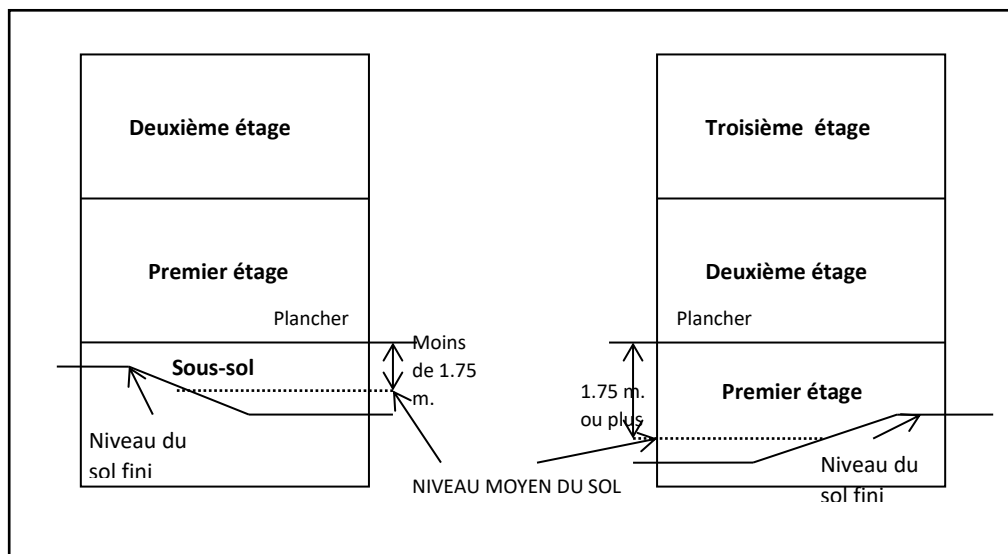 Deuxième étage
Premier étage
Plancher
Sous-sol
Moins
de 1.75
m.
Niveau du
sol fini
NIVEAU MOYEN DU SOL
Troisième étage
Deuxième étage
Plancher
1.75 m.
ou plus
Premier étage
Niveau du
sol fini